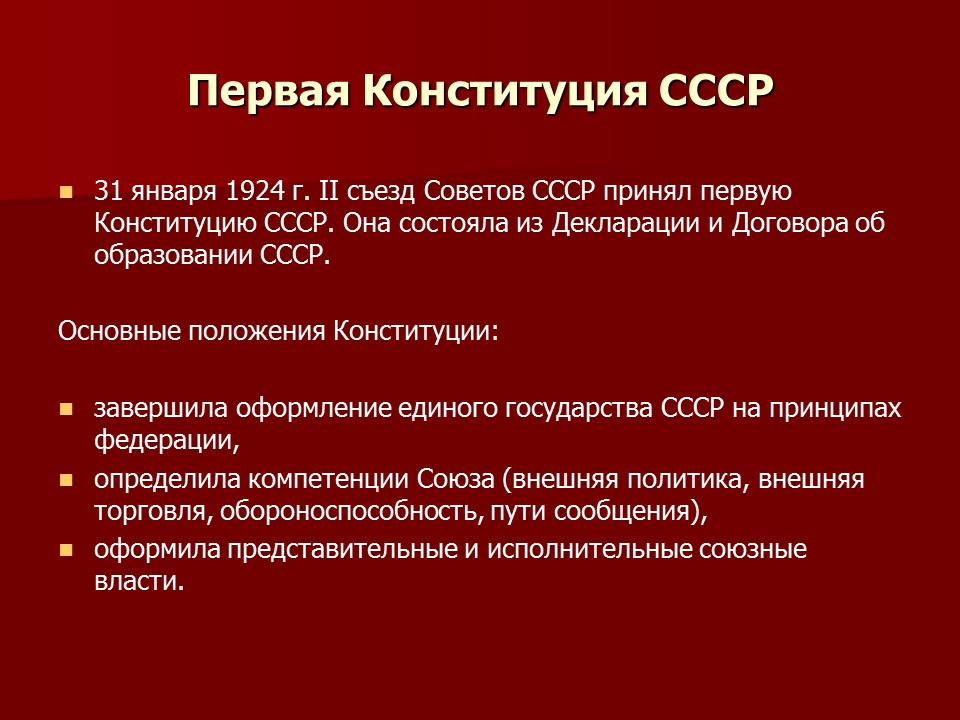 Первая Конституция СССР
31 января 1924 г. II съезд Советов СССР принял первую
Конституцию СССР. Она состояла из Декларации и Договора об
образовании СССР.
Основные положения Конституции:
завершила оформление единого государства СССР на принципах
федерации,
определила компетенции Союза (внешняя политика, внешняя
торговля, обороноспособность, пути сообщения),
оформила представительные и исполнительные союзные
власти.